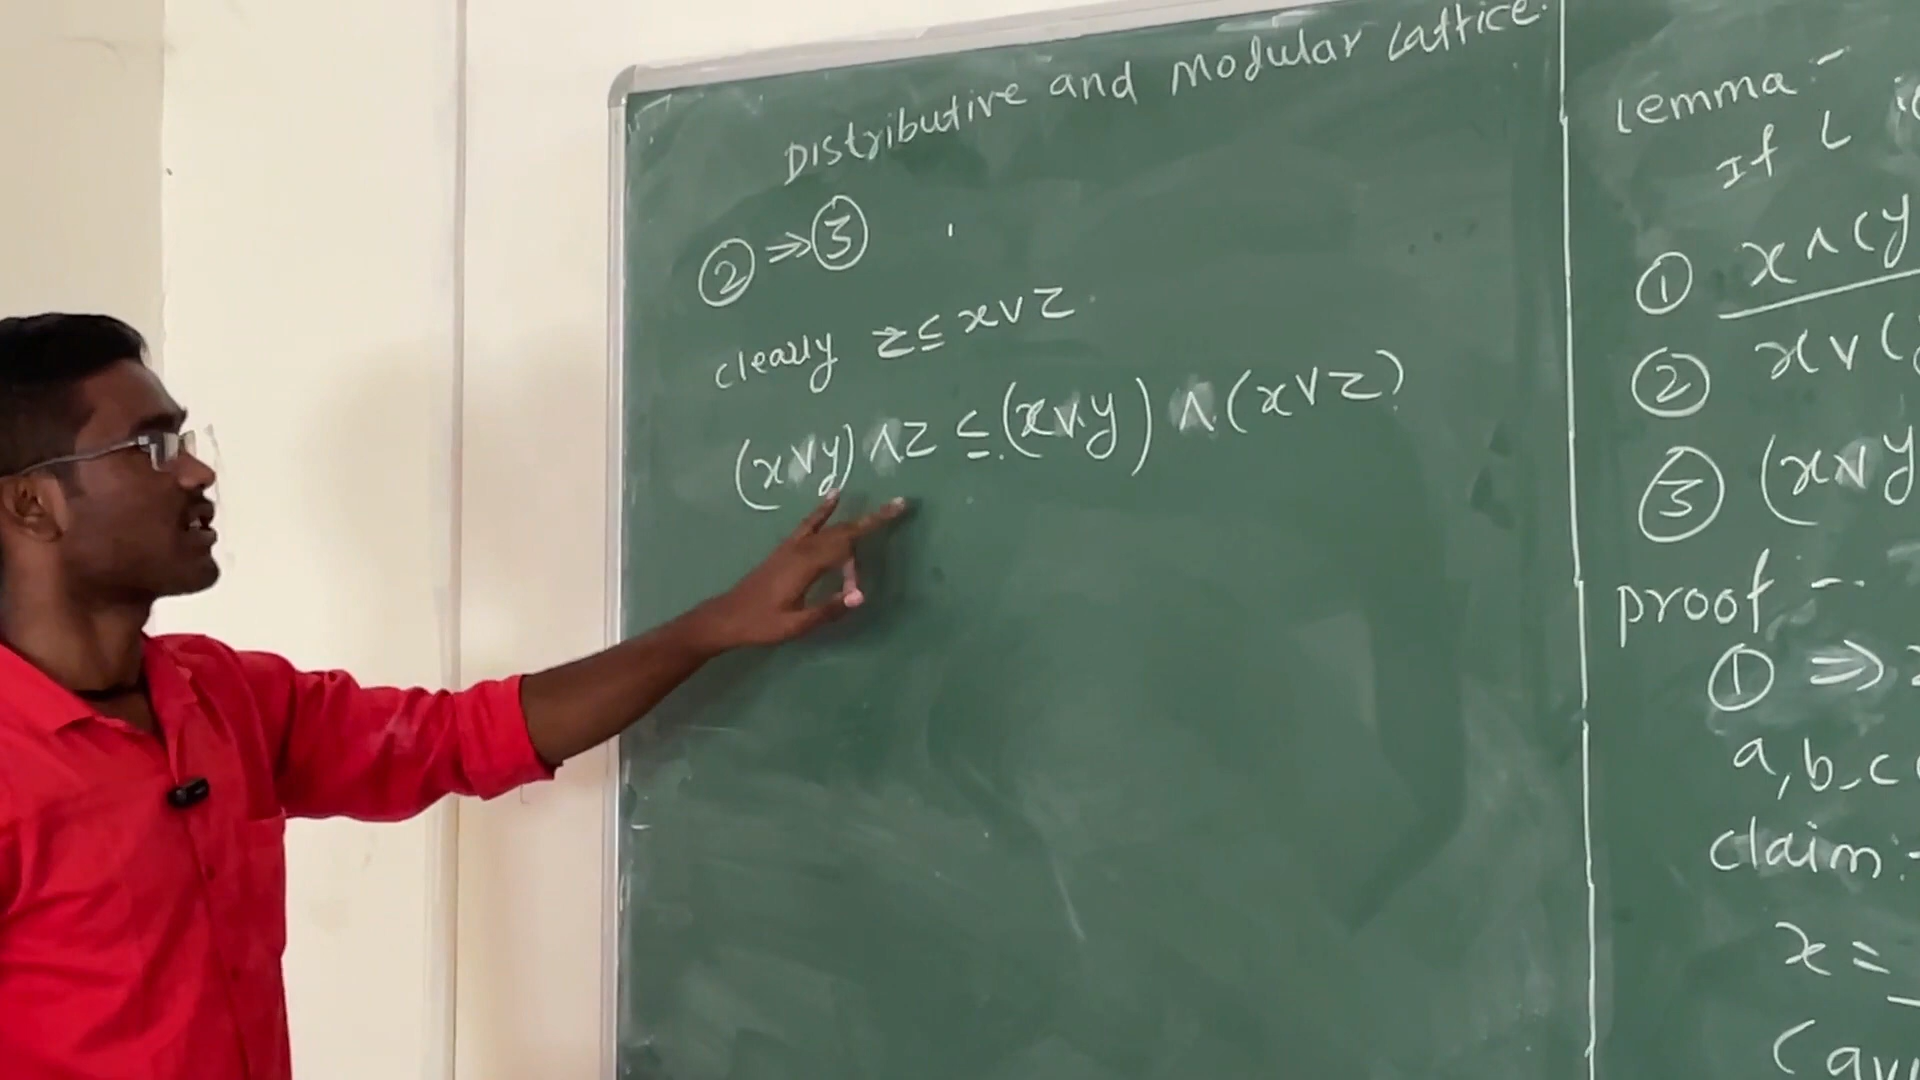 Distributive and Modular Lattice.
② ⇒ ③
clearly z ≤ x ∨ z
(x∨y) ∧ z ≤ (x∨y) ∧ (x∨z)
Lemma :-
If L
① x ∧ (y
② x ∨ (
③ (x∨y
proof :-
① ⇒
a, b, c
claim :-
x =
(a∨